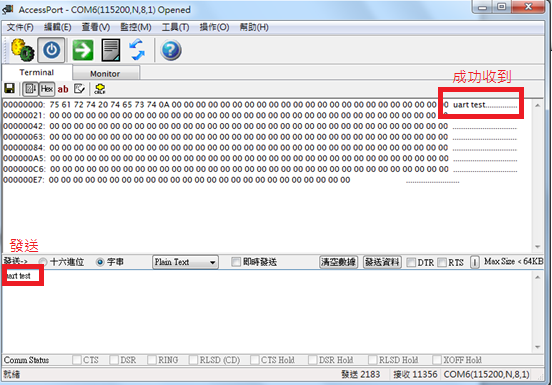 AccessPort - COM6(115200,N,8,1) Opened
文件(F) 編輯(E) 查看(V) 監控(M) 工具(T) 操作(O) 幫助(H)
Terminal Monitor
Hex ab
成功收到
00000000: 75 61 72 74 20 74 65 73 74 0A 00 00 00 00 00 00 00 00 00 00 00 00 00 00 00 00 00 00 00 00 00 00 00 uart test
00000021: 00 00 00 00 00 00 00 00 00 00 00 00 00 00 00 00 00 00 00 00 00 00 00 00 00 00 00 00 00 00 00 00 00
00000042: 00 00 00 00 00 00 00 00 00 00 00 00 00 00 00 00 00 00 00 00 00 00 00 00 00 00 00 00 00 00 00 00 00
00000063: 00 00 00 00 00 00 00 00 00 00 00 00 00 00 00 00 00 00 00 00 00 00 00 00 00 00 00 00 00 00 00 00 00
00000084: 00 00 00 00 00 00 00 00 00 00 00 00 00 00 00 00 00 00 00 00 00 00 00 00 00 00 00 00 00 00 00 00 00
000000A5: 00 00 00 00 00 00 00 00 00 00 00 00 00 00 00 00 00 00 00 00 00 00 00 00 00 00 00 00 00 00 00 00 00
000000C6: 00 00 00 00 00 00 00 00 00 00 00 00 00 00 00 00 00 00 00 00 00 00 00 00 00 00 00 00 00 00 00 00 00
000000E7: 00 00 00 00 00 00 00 00 00 00 00 00 00 00 00 00 00 00 00 00 00 00 00 00 00
發送
發送-> 十六進位 字串 Plain Text 即時發送 清空數據 發送資料 DTR RTS Max Size < 64KB
uart test
Comm Status CTS DSR RING RLSD (CD) CTS Hold DSR Hold RLSD Hold XOFF Hold
就緒 發送 2183 接收 11356 COM6(115200,N,8,1)